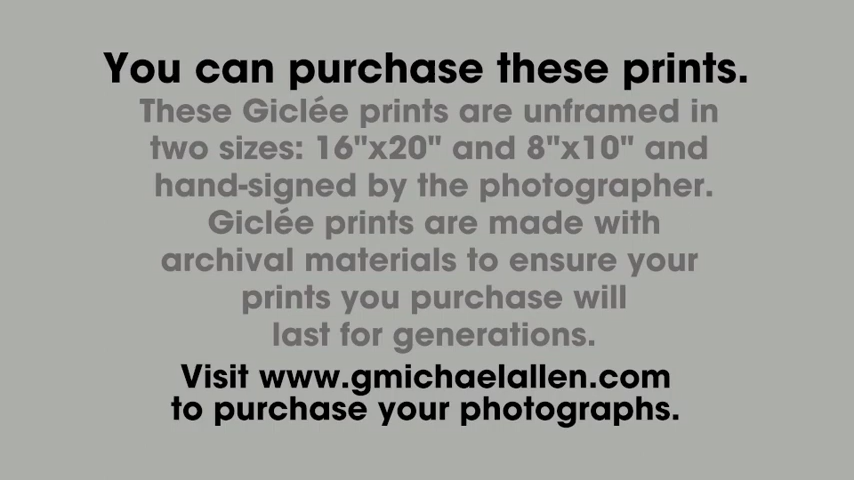 You can purchase these prints.
These Giclée prints are unframed in
two sizes: 16"x20" and 8"x10" and
hand-signed by the photographer.
Giclée prints are made with
archival materials to ensure your
prints you purchase will
last for generations.
Visit www.gmichaelallen.com
to purchase your photographs.